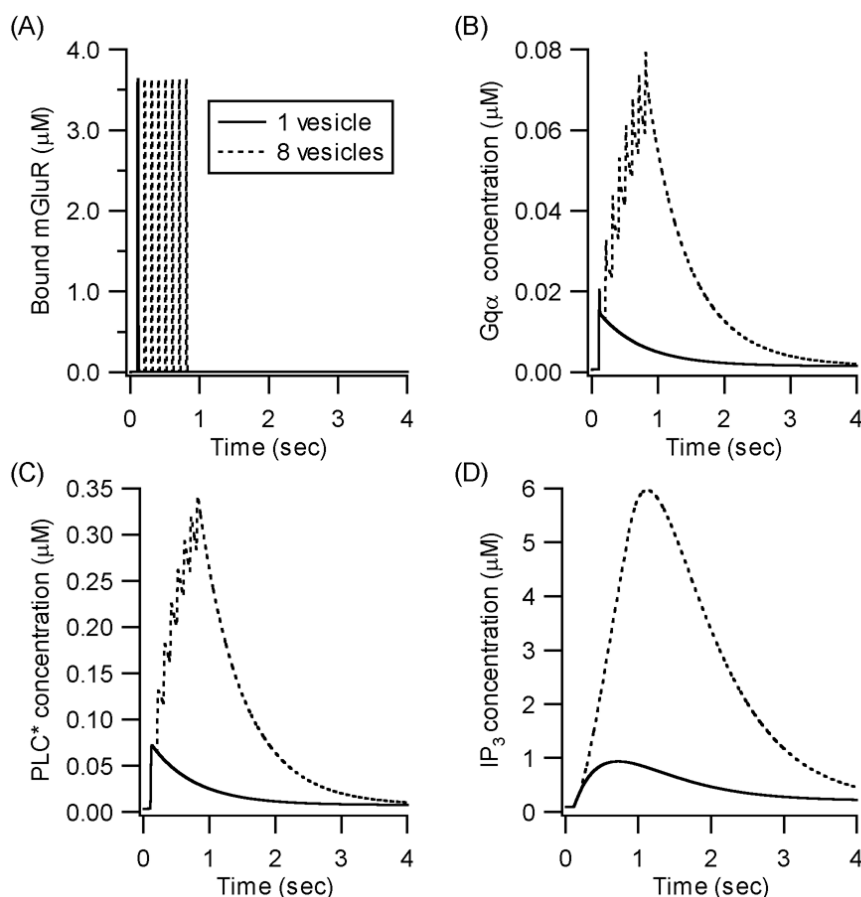 (A)
Bound mGluR (μM)
4.0
3.0
2.0
1.0
0.0
1 vesicle
8 vesicles
0 1 2 3 4
Time (sec)
(B)
Gqα concentration (μM)
0.08
0.06
0.04
0.02
0.00
0 1 2 3 4
Time (sec)
(C)
PLC* concentration (μM)
0.35
0.30
0.25
0.20
0.15
0.10
0.05
0.00
0 1 2 3 4
Time (sec)
(D)
IP₃ concentration (μM)
6
5
4
3
2
1
0
0 1 2 3 4
Time (sec)